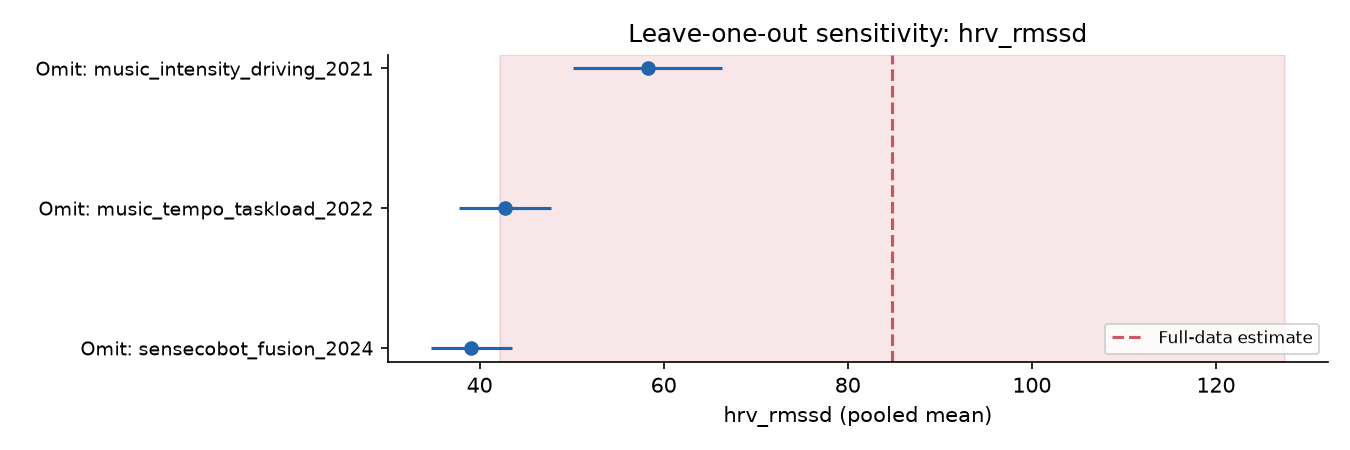 Leave-one-out sensitivity: hrv_rmssd
Omit: music_intensity_driving_2021
Omit: music_tempo_taskload_2022
Omit: sensecobot_fusion_2024
Full-data estimate
40 60 80 100 120
hrv_rmssd (pooled mean)